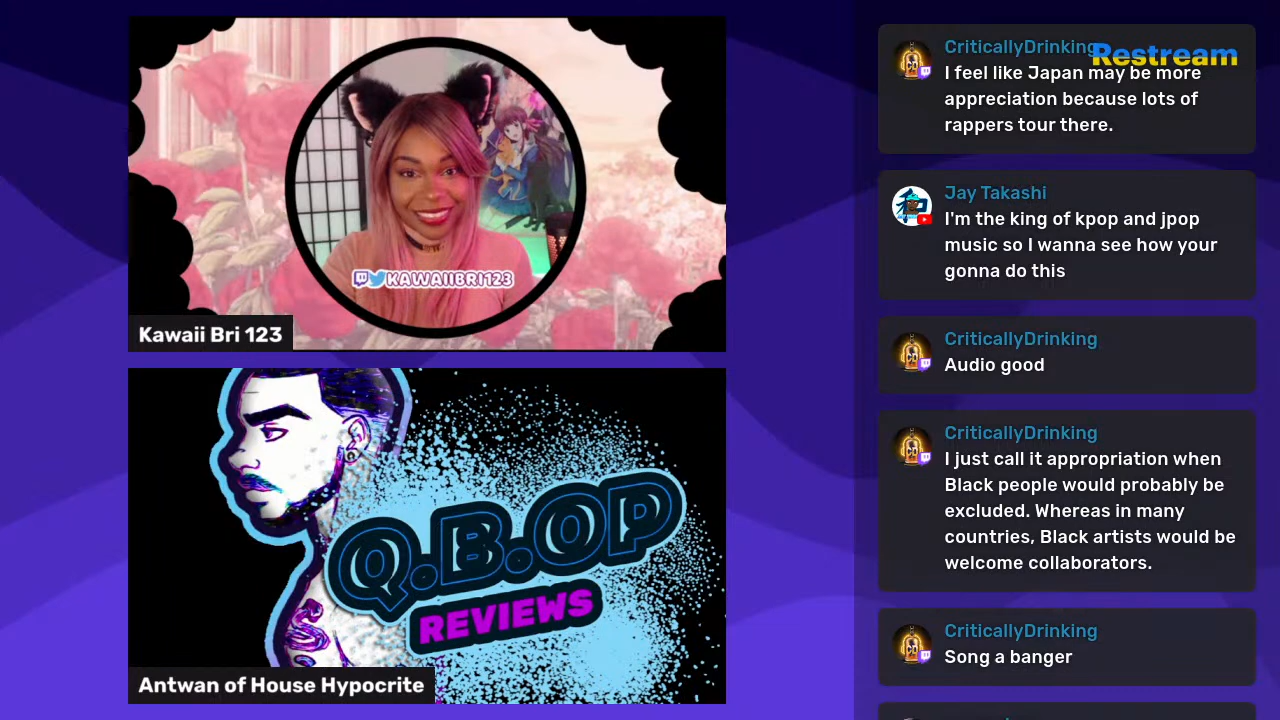 KAWAIIBRI123
Kawaii Bri 123
Q.B.OP
REVIEWS
Antwan of House Hypocrite
Restream
CriticallyDrinking
I feel like Japan may be more
appreciation because lots of
rappers tour there.
Jay Takashi
I'm the king of kpop and jpop
music so I wanna see how your
gonna do this
CriticallyDrinking
Audio good
CriticallyDrinking
I just call it appropriation when
Black people would probably be
excluded. Whereas in many
countries, Black artists would be
welcome collaborators.
CriticallyDrinking
Song a banger